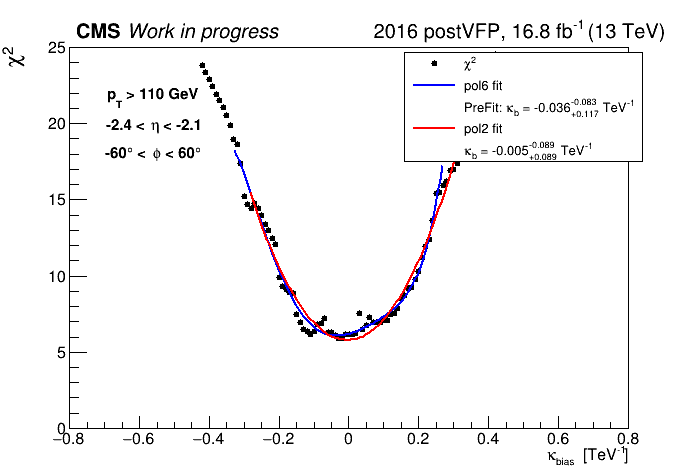 CMS Work in progress 2016 postVFP, 16.8 fb⁻¹ (13 TeV)
χ²
25
20
15
10
5
0
p_T > 110 GeV
-2.4 < η < -2.1
-60° < ϕ < 60°
χ²
pol6 fit
PreFit: κ_b = -0.036 -0.083 +0.117 TeV⁻¹
pol2 fit
κ_b = -0.005 -0.089 +0.089 TeV⁻¹
−0.8 −0.6 −0.4 −0.2 0 0.2 0.4 0.6 0.8
κ_bias [TeV⁻¹]